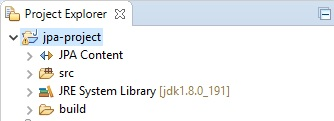 Project Explorer
jpa-project
JPA Content
src
JRE System Library [jdk1.8.0_191]
build